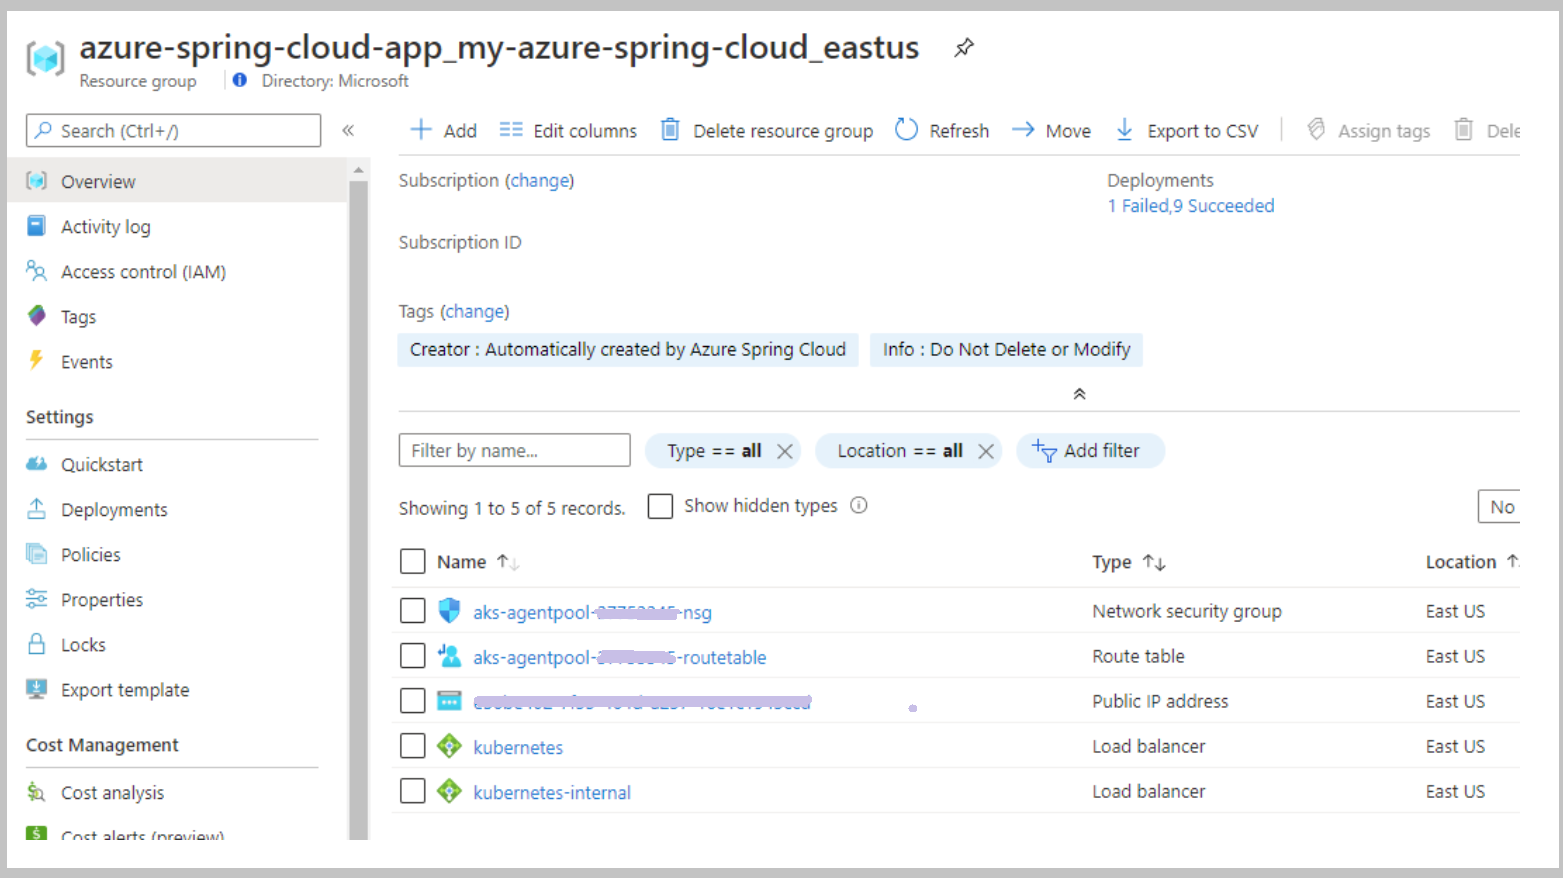 azure-spring-cloud-app_my-azure-spring-cloud_eastus
Resource group
Directory: Microsoft
Search (Ctrl+/)
«
Add
Edit columns
Delete resource group
Refresh
Move
Export to CSV
Assign tags
Dele
Overview
Activity log
Access control (IAM)
Tags
Events
Settings
Quickstart
Deployments
Policies
Properties
Locks
Export template
Cost Management
Cost analysis
Cost alerts (preview)
Subscription (change)
Deployments
1 Failed,9 Succeeded
Subscription ID
Tags (change)
Creator : Automatically created by Azure Spring Cloud
Info : Do Not Delete or Modify
Filter by name...
Type == all
Location == all
Add filter
Showing 1 to 5 of 5 records.
Show hidden types
No
Name
Type
Location
aks-agentpool- -nsg
Network security group
East US
aks-agentpool- -routetable
Route table
East US
Public IP address
East US
kubernetes
Load balancer
East US
kubernetes-internal
Load balancer
East US